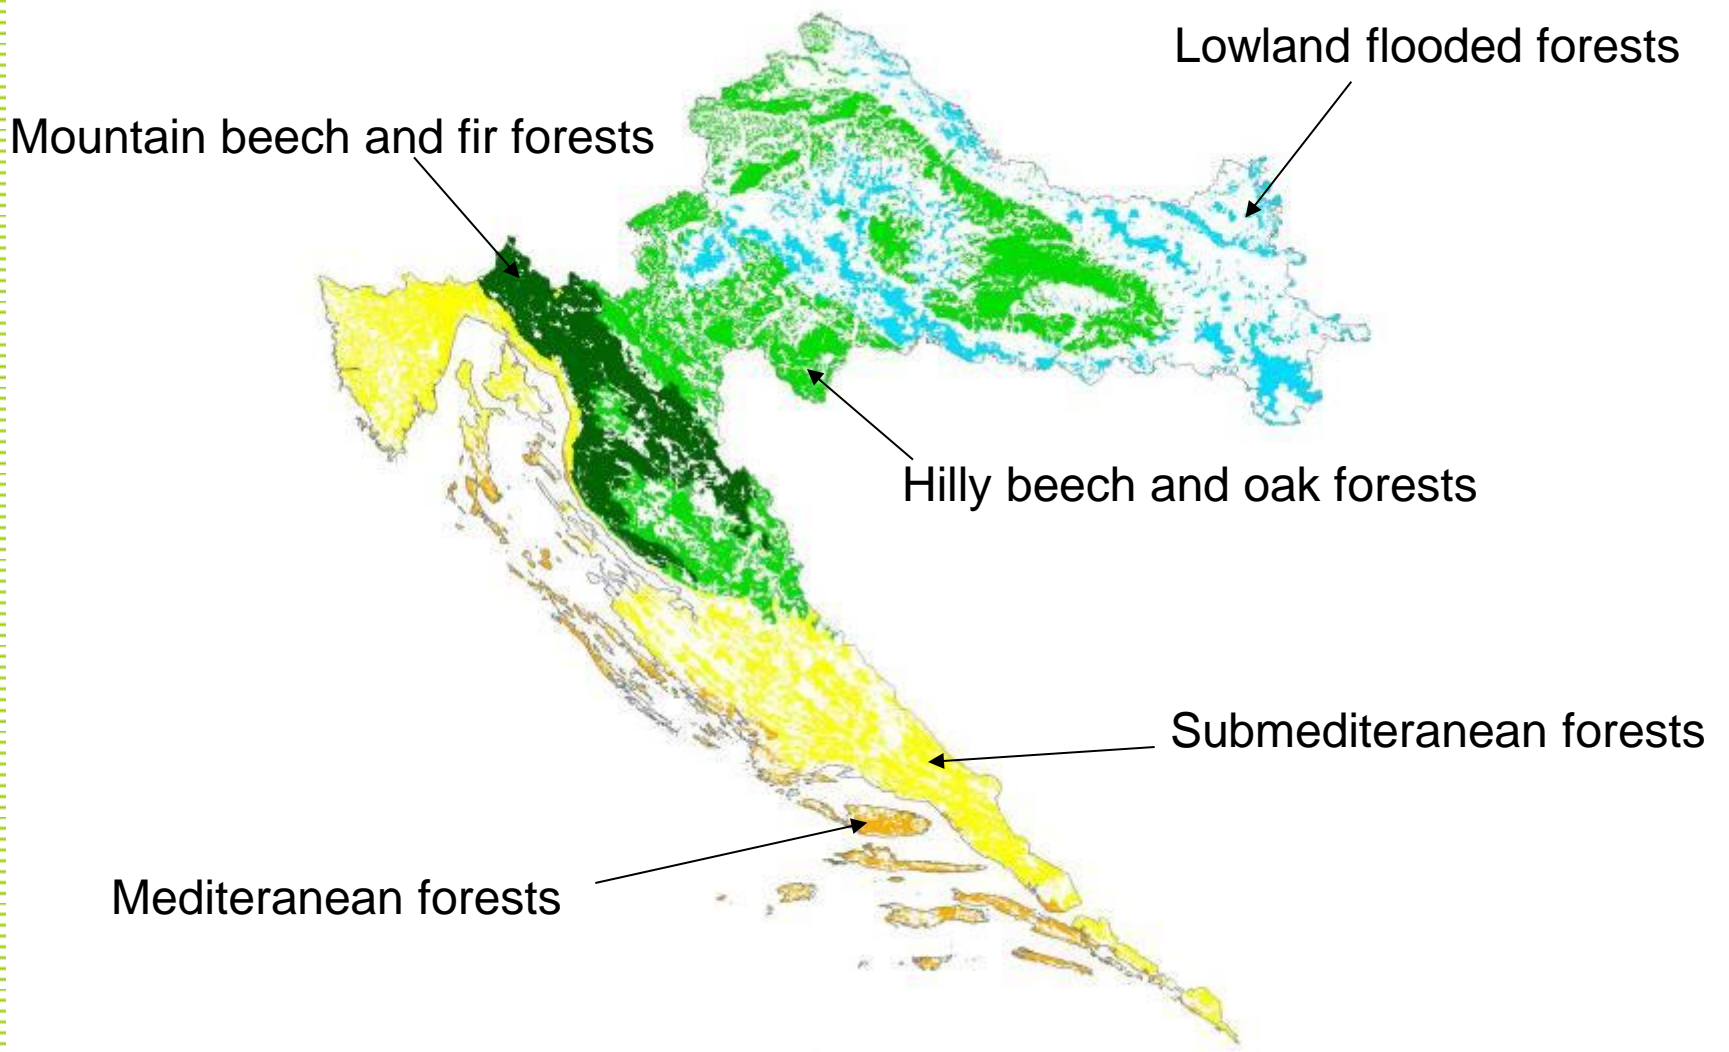 Lowland flooded forests
Mountain beech and fir forests
Hilly beech and oak forests
Submediteranean forests
Mediteranean forests